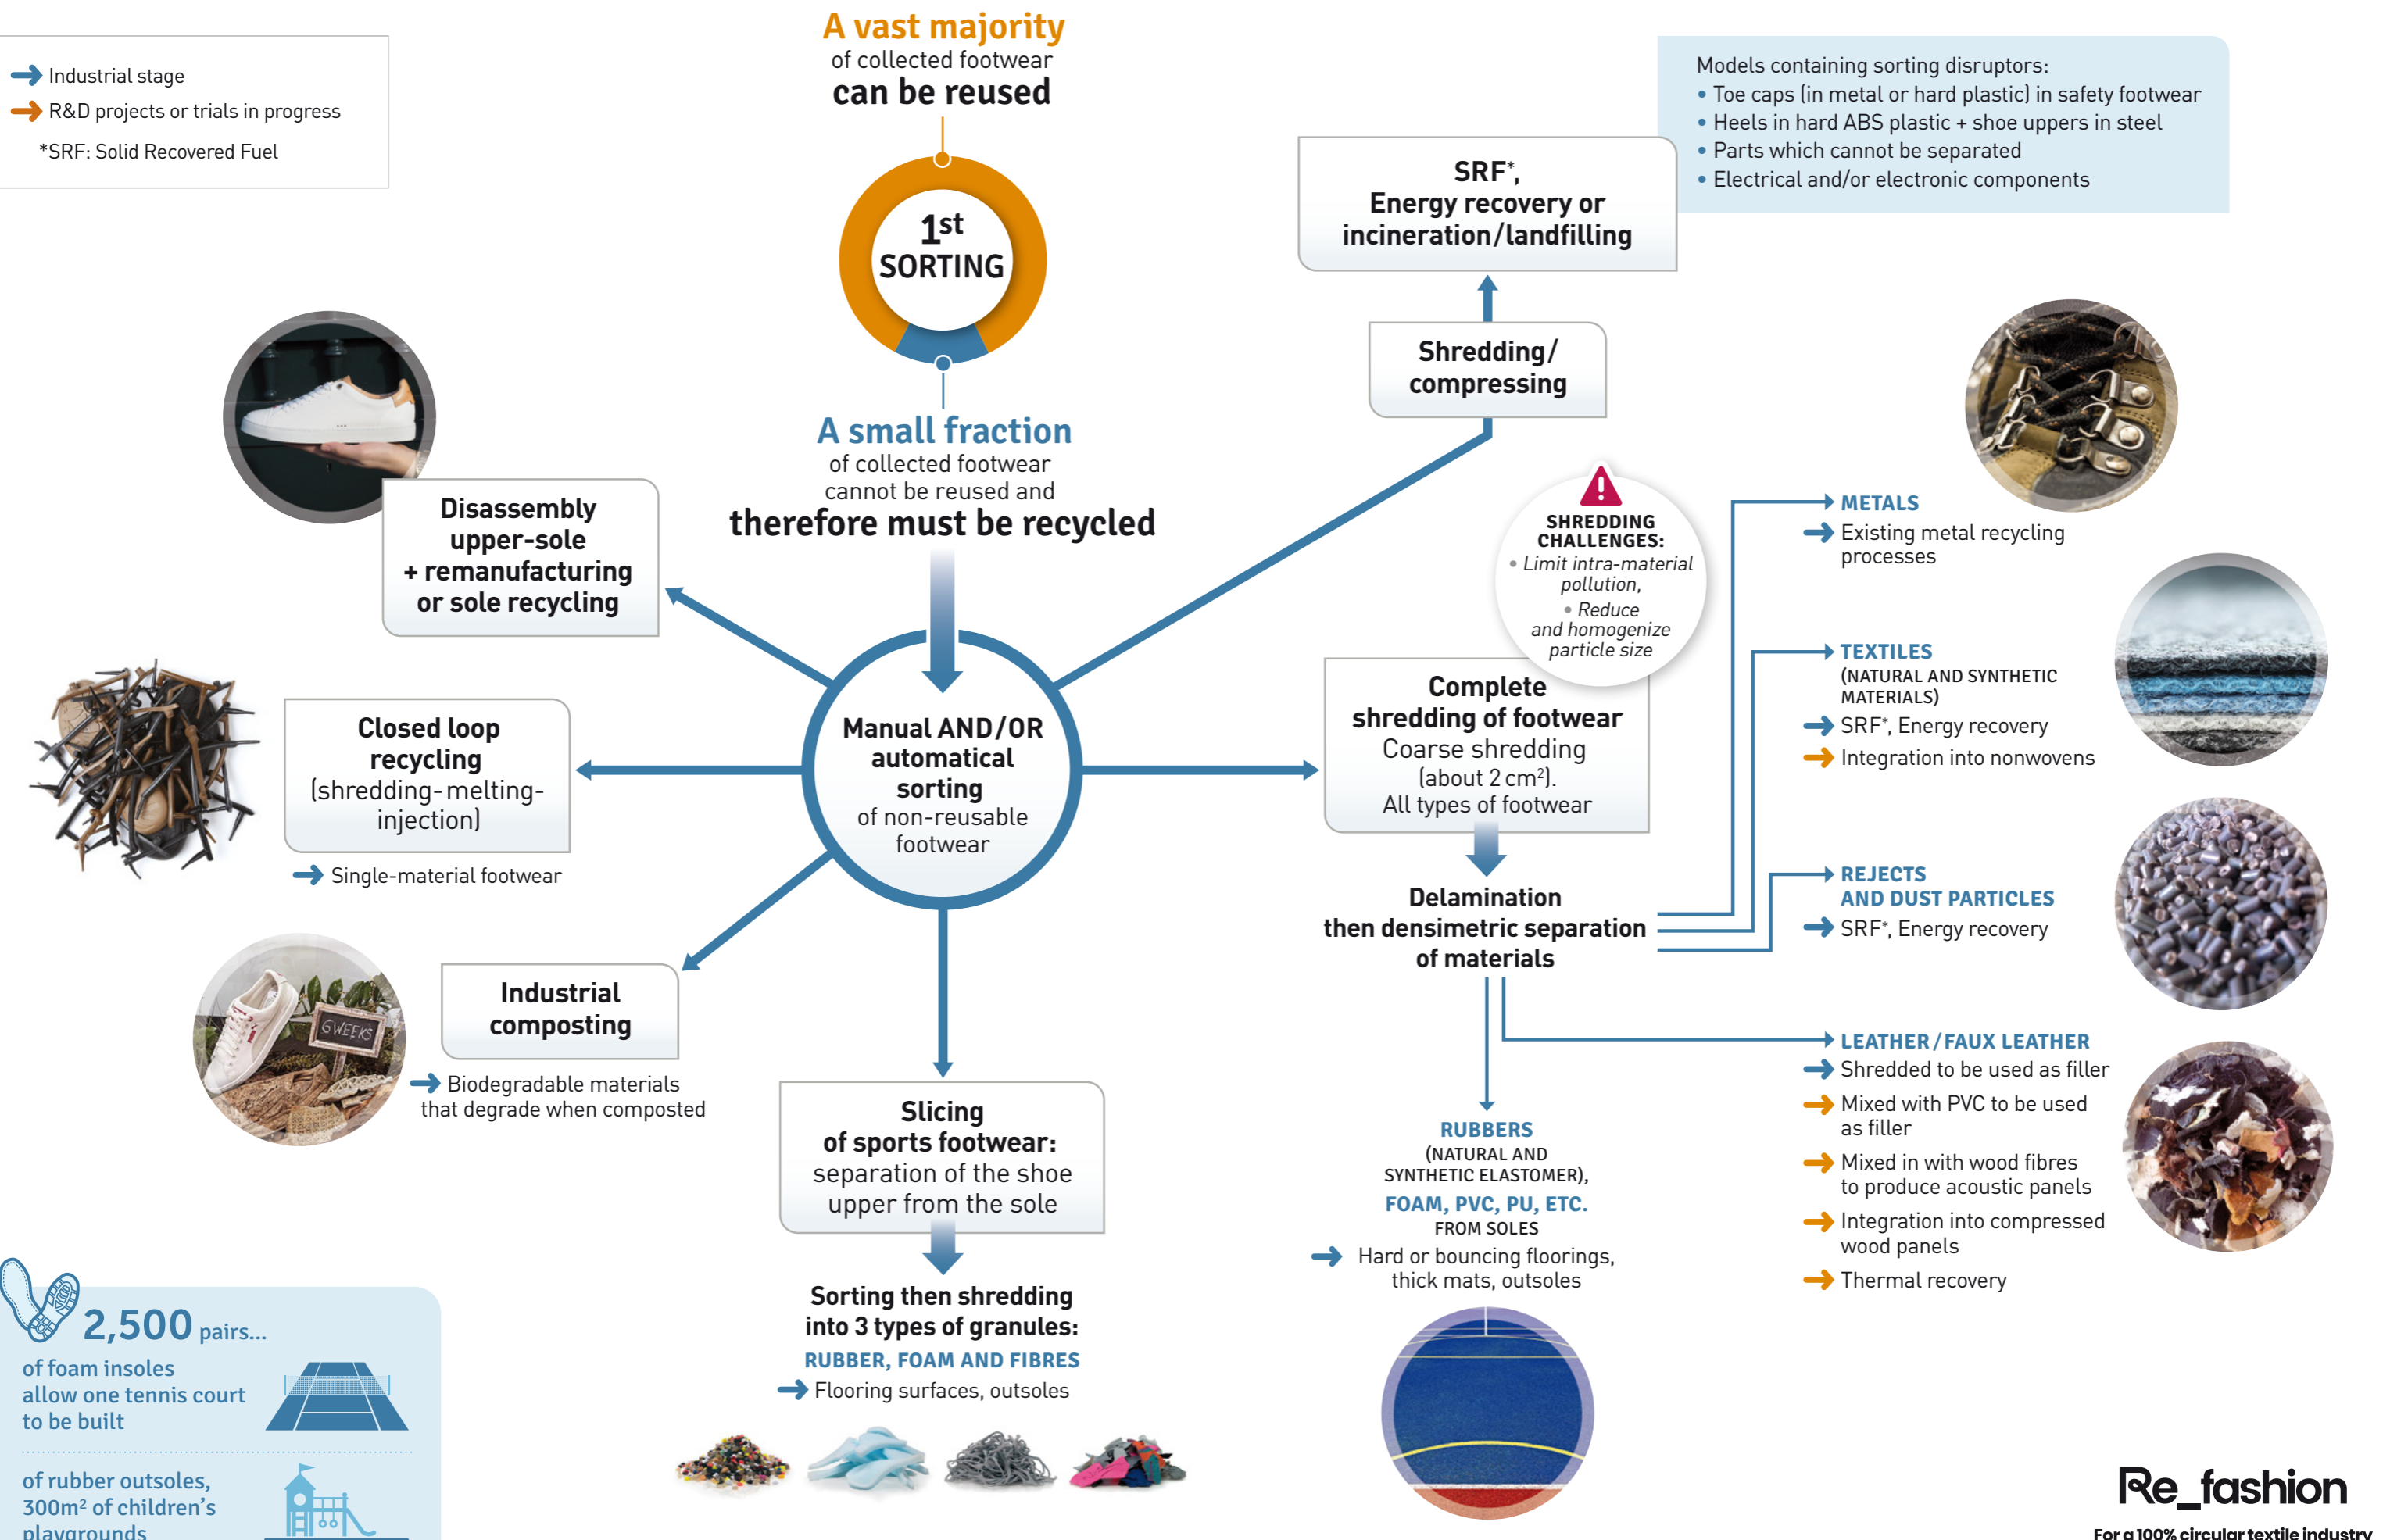 Industrial stage
R&D projects or trials in progress
*SRF: Solid Recovered Fuel
A vast majority
of collected footwear
can be reused
1st
SORTING
A small fraction
of collected footwear
cannot be reused and
therefore must be recycled
Models containing sorting disruptors:
• Toe caps (in metal or hard plastic) in safety footwear
• Heels in hard ABS plastic + shoe uppers in steel
• Parts which cannot be separated
• Electrical and/or electronic components
SRF*,
Energy recovery or
incineration/landfilling
Shredding/
compressing
Disassembly
upper-sole
+ remanufacturing
or sole recycling
Closed loop
recycling
(shredding-melting-
injection)
Single-material footwear
Manual AND/OR
automatical
sorting
of non-reusable
footwear
Industrial
composting
6 WEEKS
Biodegradable materials
that degrade when composted
Slicing
of sports footwear:
separation of the shoe
upper from the sole
Sorting then shredding
into 3 types of granules:
RUBBER, FOAM AND FIBRES
Flooring surfaces, outsoles
SHREDDING
CHALLENGES:
• Limit intra-material
pollution,
• Reduce
and homogenize
particle size
Complete
shredding of footwear
Coarse shredding
(about 2 cm²).
All types of footwear
Delamination
then densimetric separation
of materials
METALS
Existing metal recycling
processes
TEXTILES
(NATURAL AND SYNTHETIC
MATERIALS)
SRF*, Energy recovery
Integration into nonwovens
REJECTS
AND DUST PARTICLES
SRF*, Energy recovery
LEATHER/FAUX LEATHER
Shredded to be used as filler
Mixed with PVC to be used
as filler
Mixed in with wood fibres
to produce acoustic panels
Integration into compressed
wood panels
Thermal recovery
RUBBERS
(NATURAL AND
SYNTHETIC ELASTOMER),
FOAM, PVC, PU, ETC.
FROM SOLES
Hard or bouncing floorings,
thick mats, outsoles
2,500 pairs...
of foam insoles
allow one tennis court
to be built
of rubber outsoles,
300m² of children's
playgrounds
Re_fashion
For a 100% circular textile industry